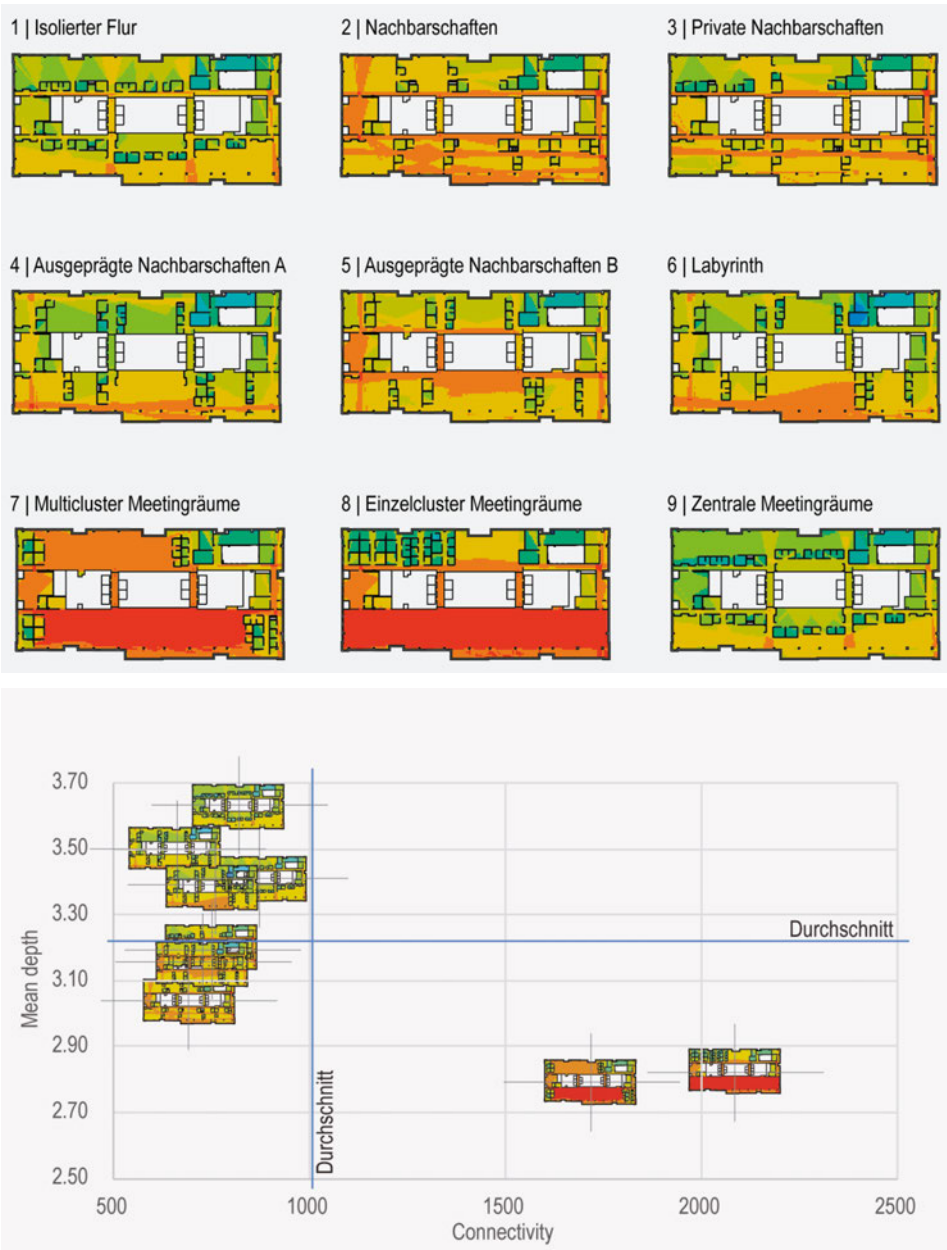 1 | Isolierter Flur
2 | Nachbarschaften
3 | Private Nachbarschaften
4 | Ausgeprägte Nachbarschaften A
5 | Ausgeprägte Nachbarschaften B
6 | Labyrinth
7 | Multicluster Meetingräume
8 | Einzelcluster Meetingräume
9 | Zentrale Meetingräume
3.70
3.50
3.30
3.10
2.90
2.70
2.50
Mean depth
Durchschnitt
Durchschnitt
500
1000
1500
2000
2500
Connectivity